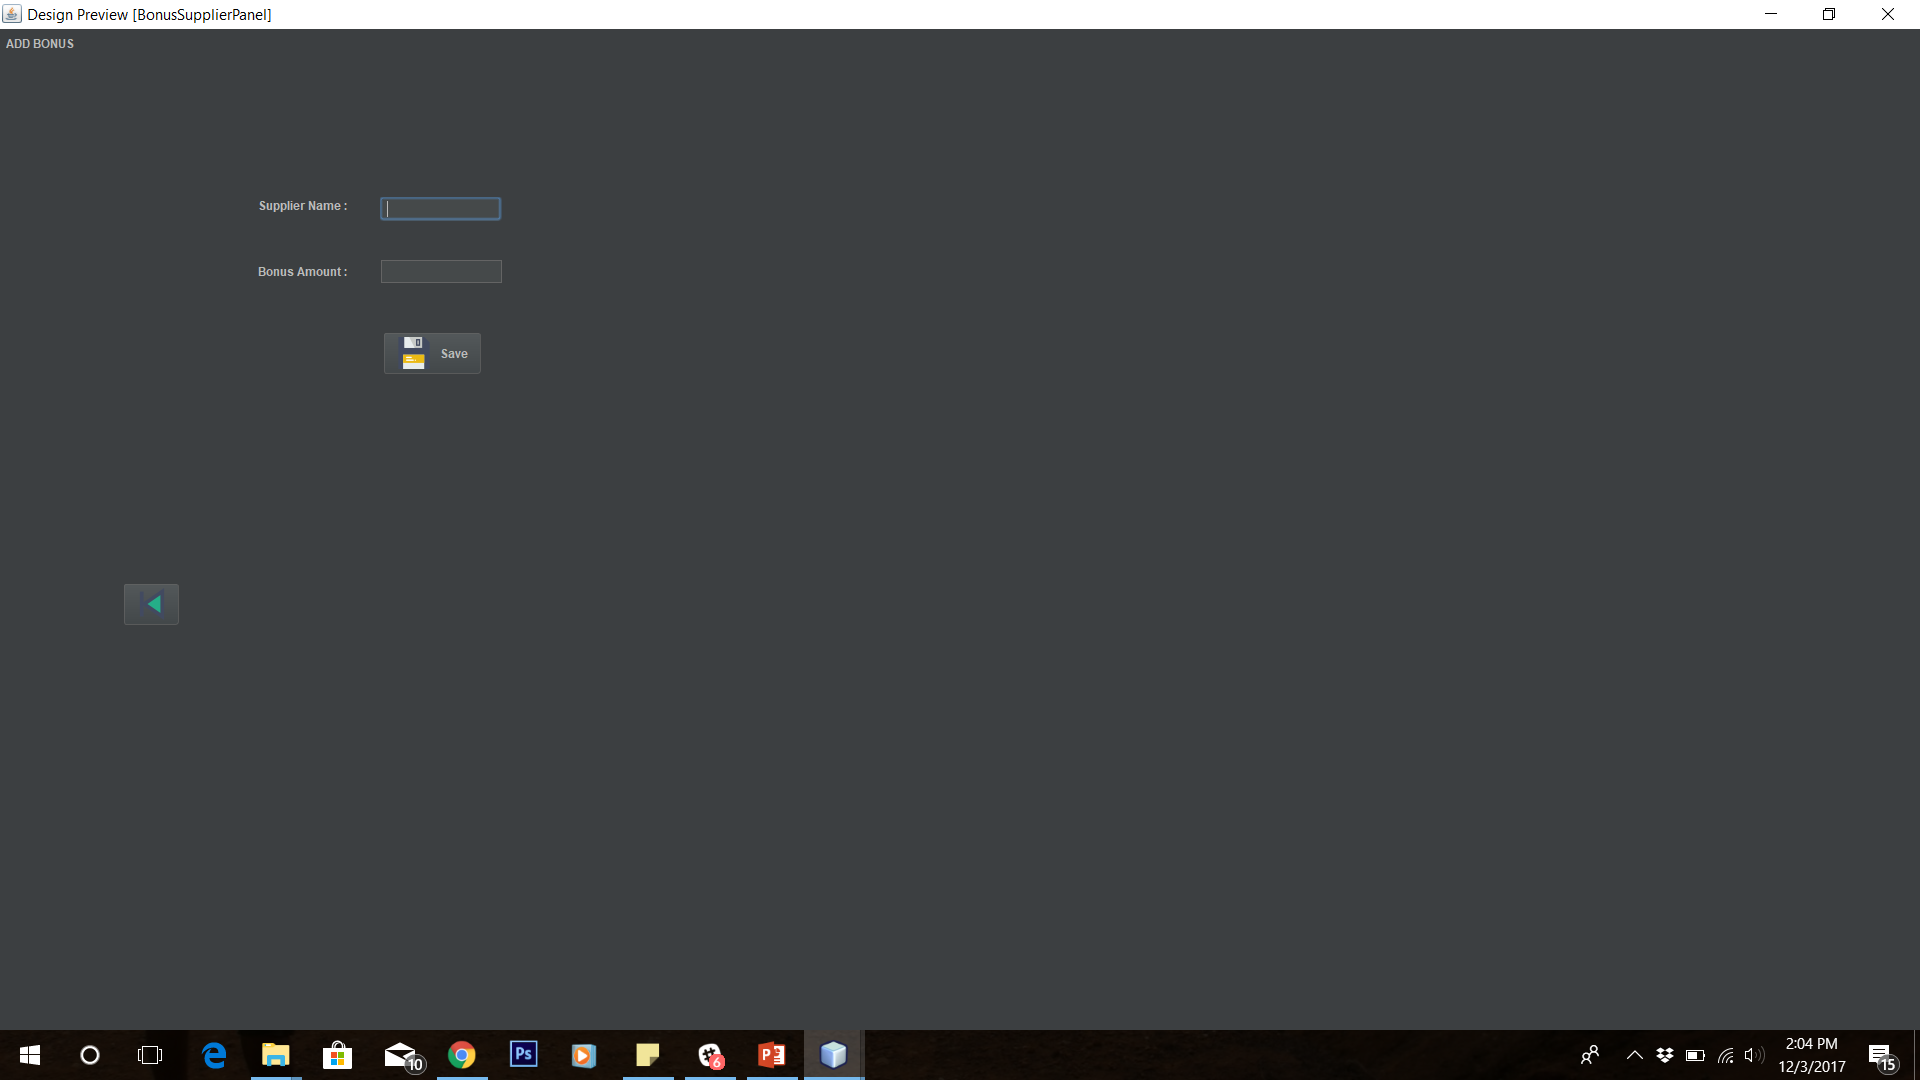 Design Preview [BonusSupplierPanel]
ADD BONUS
Supplier Name :
Bonus Amount :
Save
10
Ps
6
P
2:04 PM
12/3/2017
15